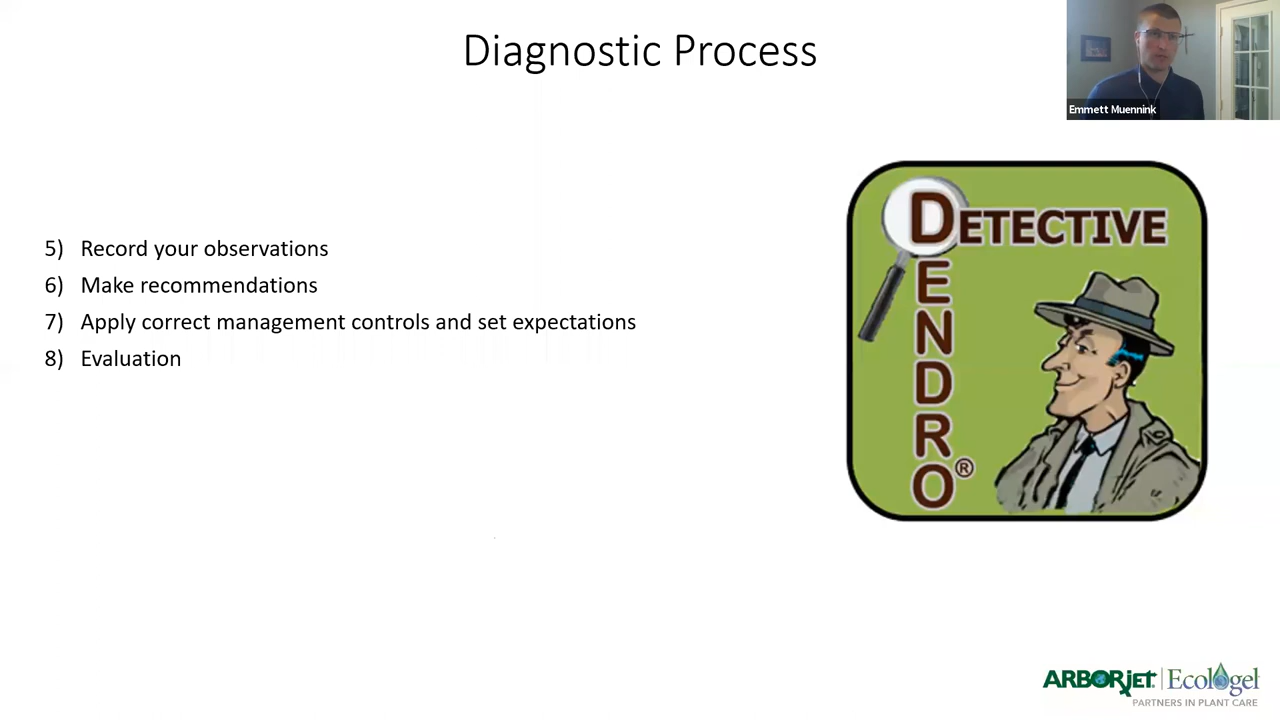 Diagnostic Process
Emmett Muennink
5) Record your observations
6) Make recommendations
7) Apply correct management controls and set expectations
8) Evaluation
DETECTIVE
DENDRO®
ARBORjET | Ecologel
PARTNERS IN PLANT CARE